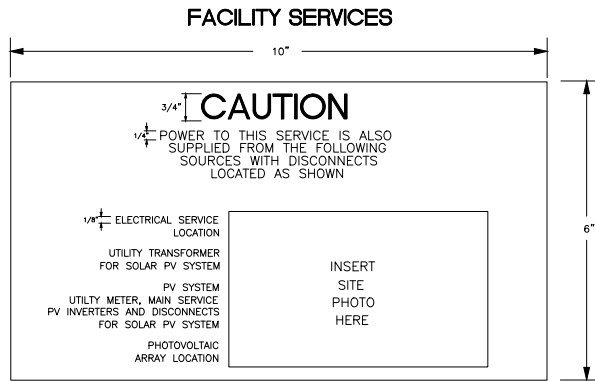 FACILITY SERVICES
10"
3/4" CAUTION
1/4" POWER TO THIS SERVICE IS ALSO
SUPPLIED FROM THE FOLLOWING
SOURCES WITH DISCONNECTS
LOCATED AS SHOWN
6"
1/8" ELECTRICAL SERVICE
LOCATION
UTILITY TRANSFORMER
FOR SOLAR PV SYSTEM
PV SYSTEM
UTILTY METER, MAIN SERVICE
PV INVERTERS AND DISCONNECTS
FOR SOLAR PV SYSTEM
PHOTOVOLTAIC
ARRAY LOCATION
INSERT
SITE
PHOTO
HERE